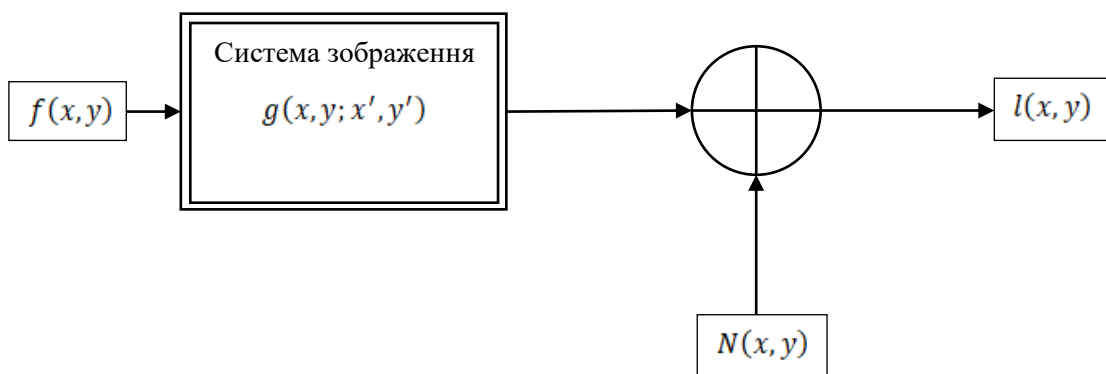 Система зображення
f(x,y)
g(x,y;x′,y′)
l(x,y)
N(x,y)